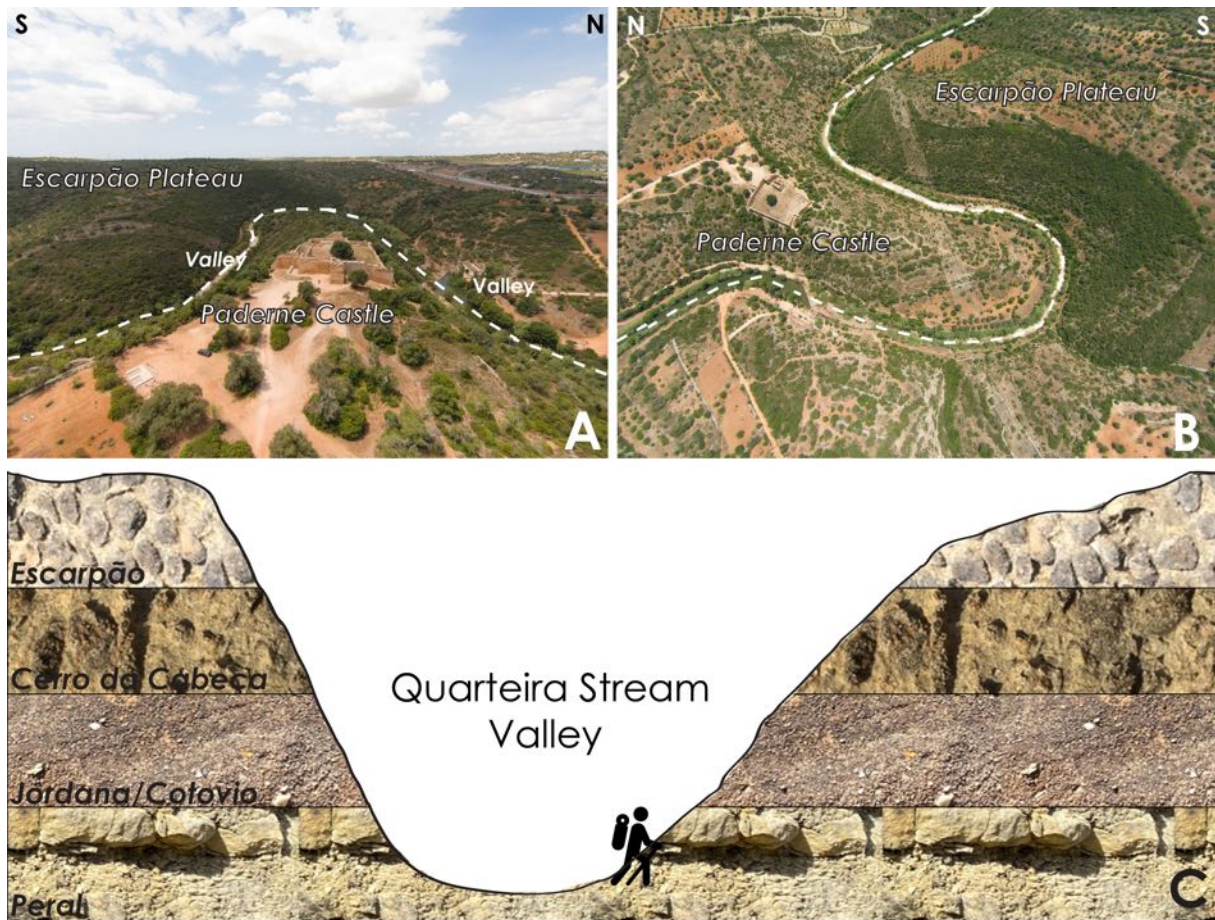 S
N
Escarpão Plateau
Valley
Valley
Paderne Castle
A
N
S
Escarpão Plateau
Paderne Castle
B
Escarpão
Cerro da Cabeça
Quarteira Stream
Valley
Jordana/Cotovio
Peral
C